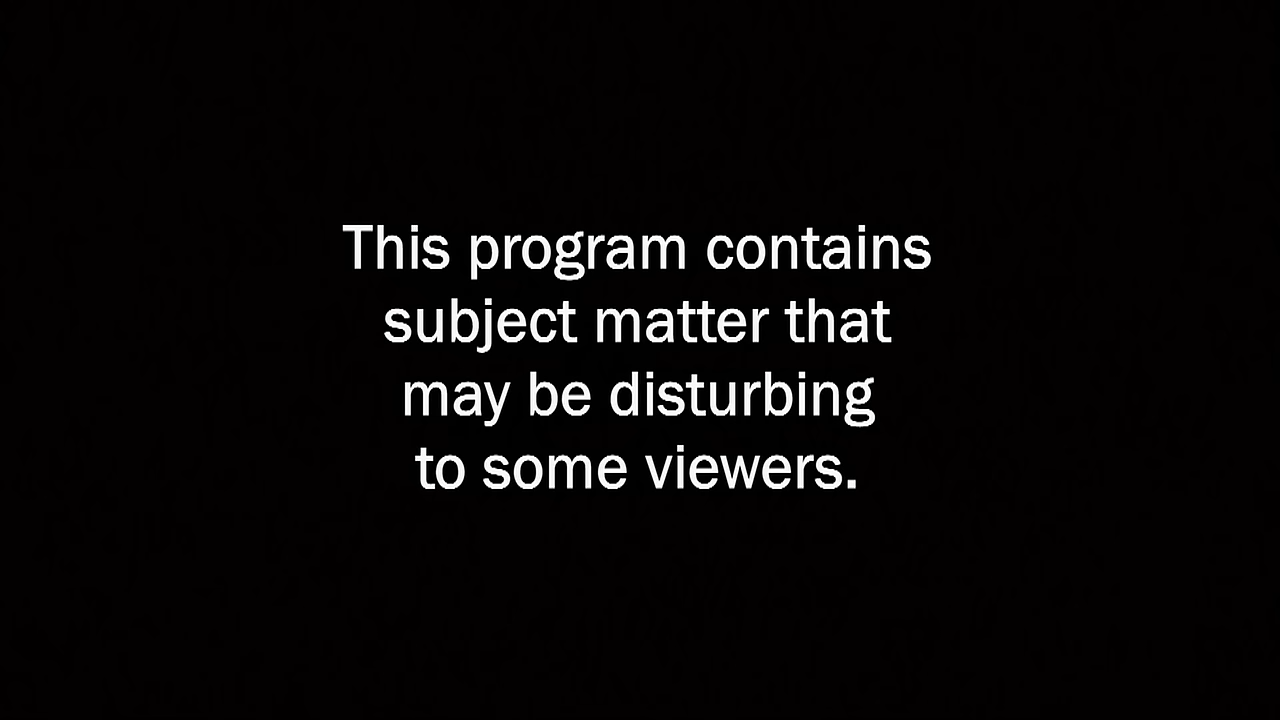 This program contains
subject matter that
may be disturbing
to some viewers.